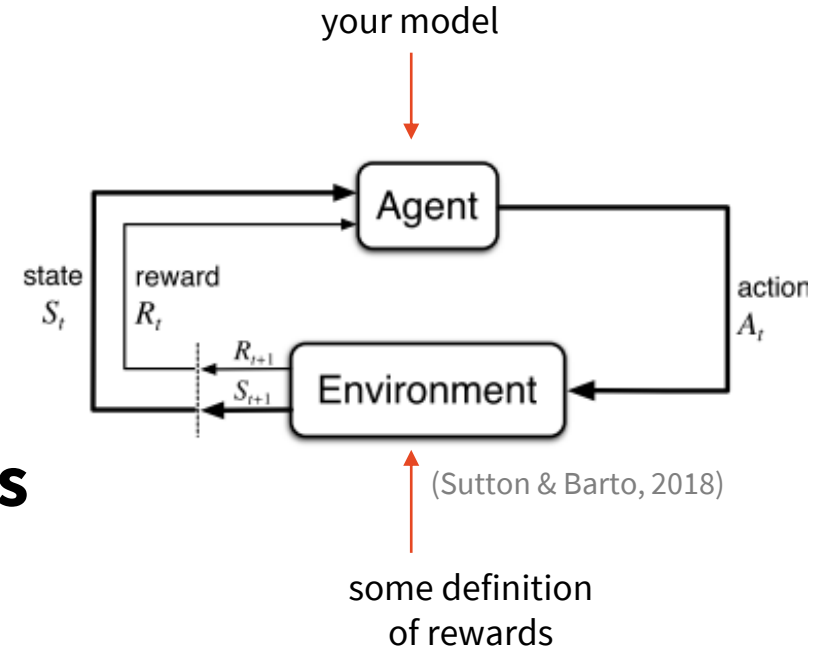 your model
Agent
state
S_t
reward
R_t
action
A_t
R_{t+1}
S_{t+1}
Environment
s
(Sutton & Barto, 2018)
some definition
of rewards